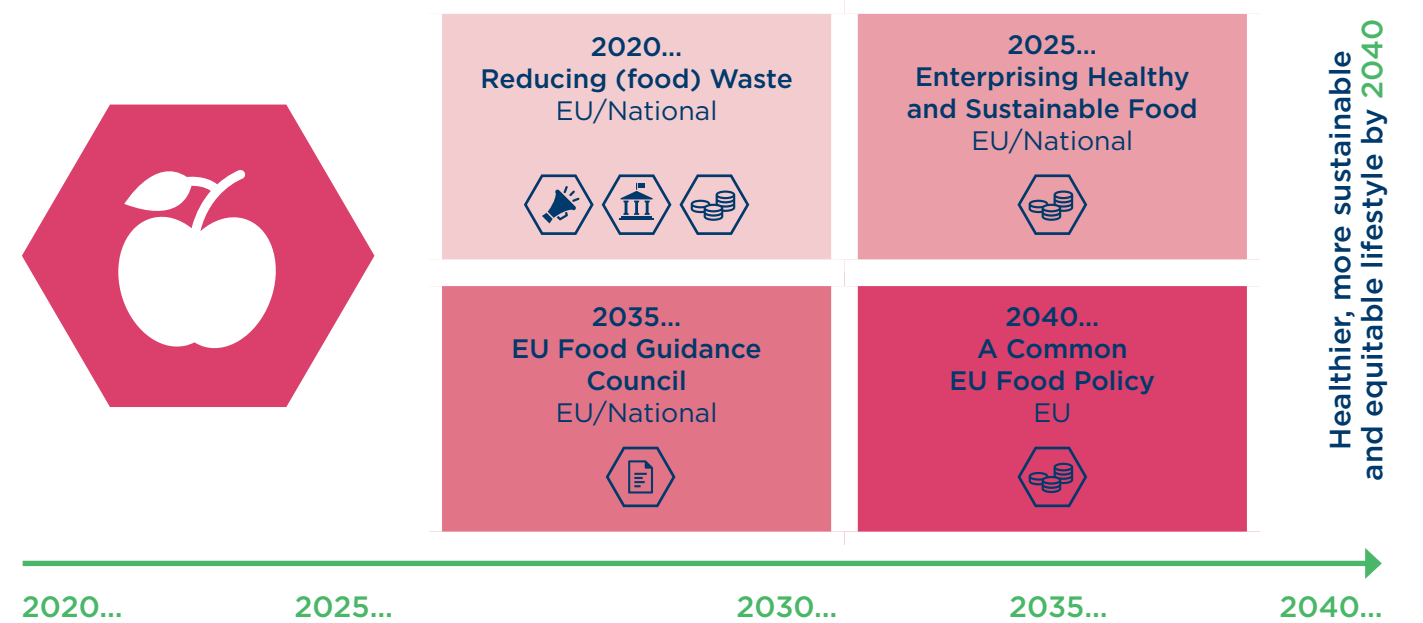 2020...
Reducing (food) Waste
EU/National
2025...
Enterprising Healthy
and Sustainable Food
EU/National
2035...
EU Food Guidance
Council
EU/National
2040...
A Common
EU Food Policy
EU
Healthier, more sustainable
and equitable lifestyle by 2040
2020...
2025...
2030...
2035...
2040...